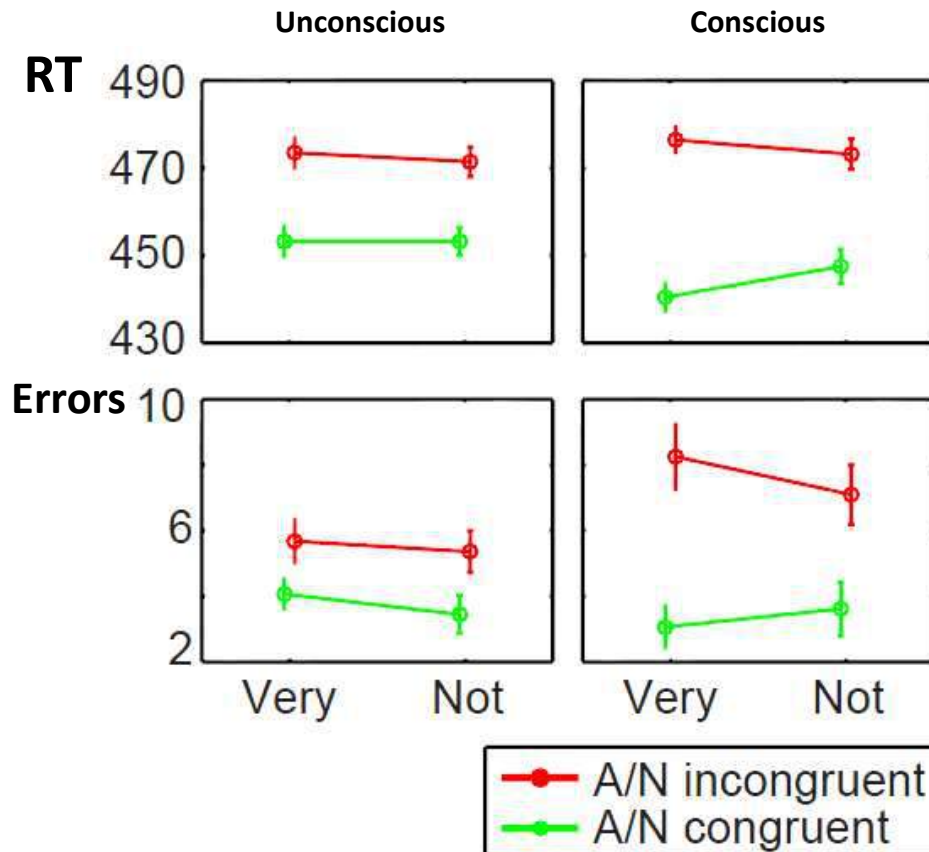 Unconscious Conscious
RT
490
470
450
430
Errors
10
6
2
Very Not Very Not
A/N incongruent
A/N congruent